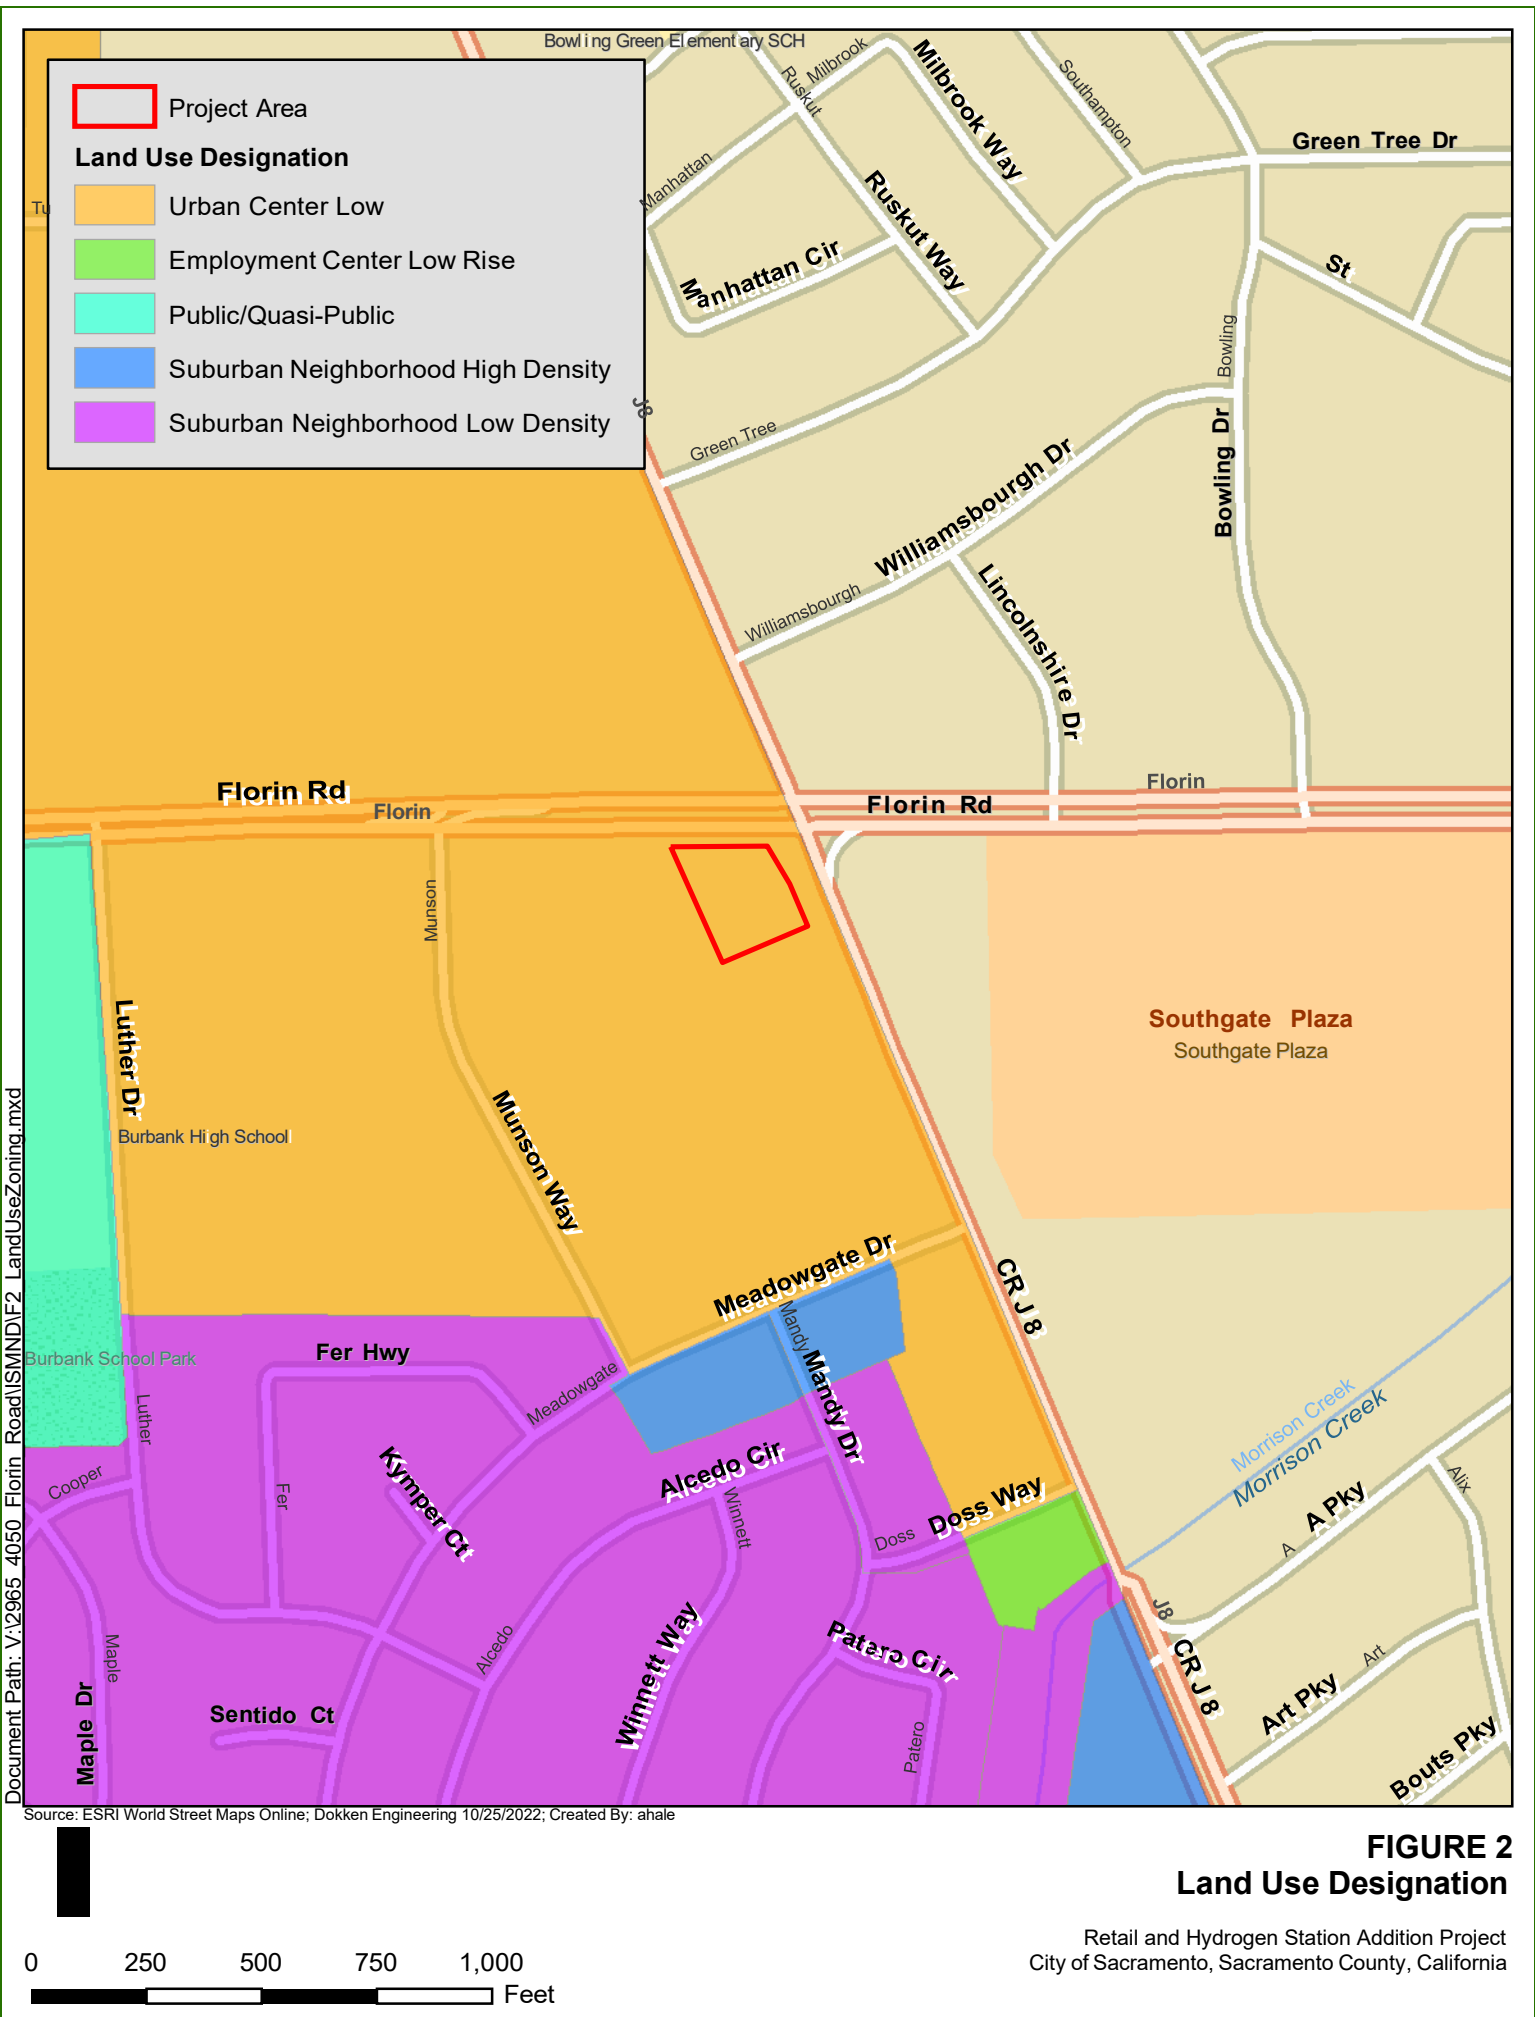 Bowling Green Elementary SCH
Project Area
Land Use Designation
Urban Center Low
Employment Center Low Rise
Public/Quasi-Public
Suburban Neighborhood High Density
Suburban Neighborhood Low Density
Tu
Ruskut
Milbrook
Milbrook Way
Southampton
Green Tree Dr
Manhattan
Ruskut Way
Manhattan Cir
St
Bowling
J8
Green Tree
Bowling Dr
Williamsbourgh Dr
Williamsbourgh
Lincolnshire Dr
Florin Rd
Florin
Florin Rd
Florin
Munson
Luther Dr
Southgate Plaza
Southgate Plaza
Burbank High School
Munson Way
Meadowgate Dr
CR J 8
Mandy
Mandy Dr
Fer Hwy
Burbank School Park
Meadowgate
Luther
Morrison Creek
Morrison Creek
Kymper Ct
Alcedo Cir
Cooper
Fer
Winnett
Doss Way
Doss
A Pky
A
Alix
J8
CR J 8
Maple
Maple Dr
Alcedo
Winnett Way
Patero Cir
Patero
Sentido Ct
Art
Art Pky
Bouts Pky
Document Path: V:\2965_4050_Florin_Road\ISMND\F2_LandUseZoning.mxd
Source: ESRI World Street Maps Online; Dokken Engineering 10/25/2022; Created By: ahale
FIGURE 2
Land Use Designation
Retail and Hydrogen Station Addition Project
City of Sacramento, Sacramento County, California
0 250 500 750 1,000
Feet